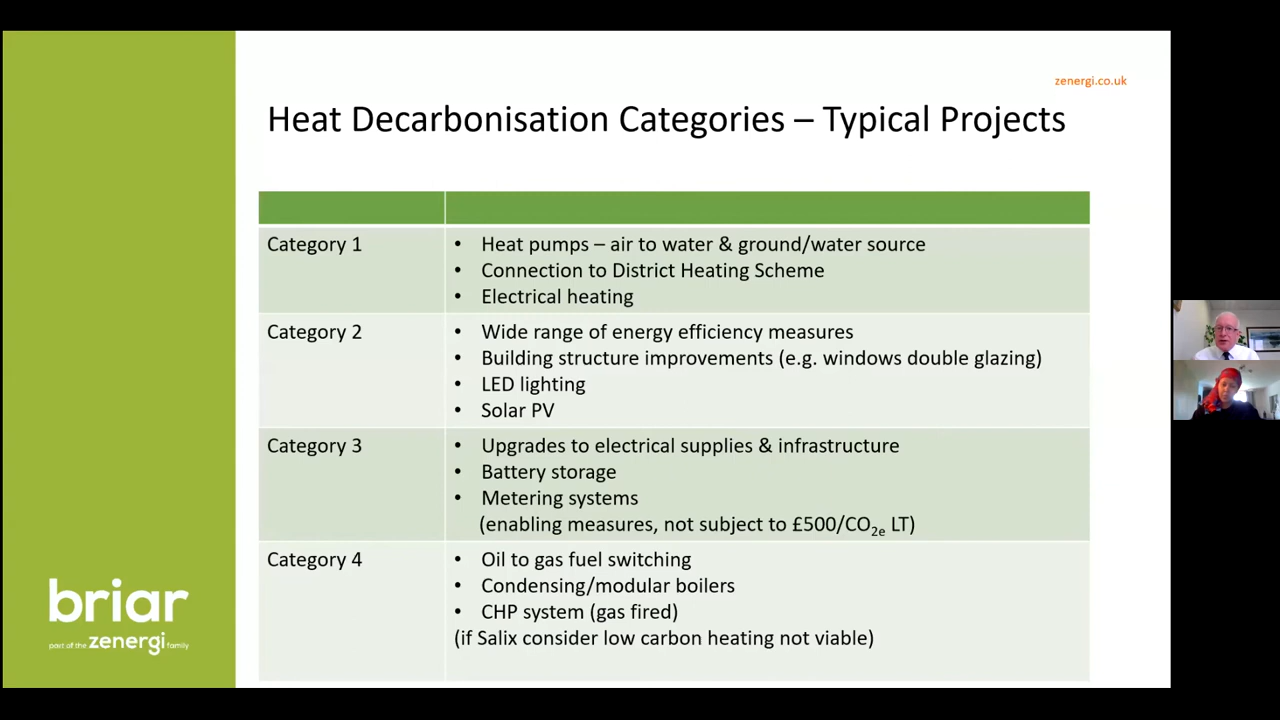 zenergi.co.uk
Heat Decarbonisation Categories – Typical Projects
Category 1
• Heat pumps – air to water & ground/water source
• Connection to District Heating Scheme
• Electrical heating
Category 2
• Wide range of energy efficiency measures
• Building structure improvements (e.g. windows double glazing)
• LED lighting
• Solar PV
Category 3
• Upgrades to electrical supplies & infrastructure
• Battery storage
• Metering systems
(enabling measures, not subject to £500/CO2e LT)
Category 4
• Oil to gas fuel switching
• Condensing/modular boilers
• CHP system (gas fired)
(if Salix consider low carbon heating not viable)
briar
part of the zenergi family